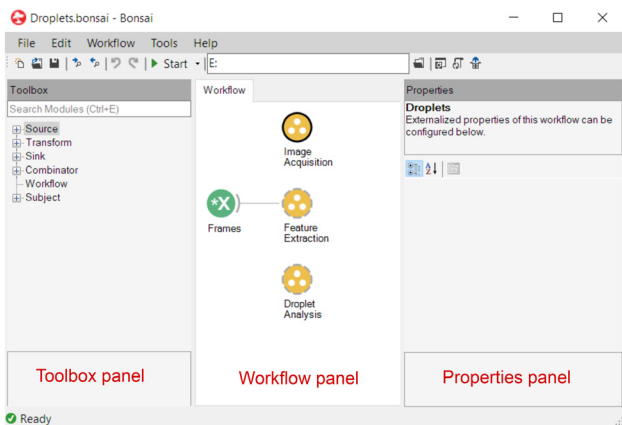 Droplets.bonsai - Bonsai
File Edit Workflow Tools Help
Start E:
Toolbox
Search Modules (Ctrl+E)
Source
Transform
Sink
Combinator
Workflow
Subject
Toolbox panel
Workflow
Image
Acquisition
*X
Frames
Feature
Extraction
Droplet
Analysis
Workflow panel
Properties
Droplets
Externalized properties of this workflow can be
configured below.
Properties panel
Ready